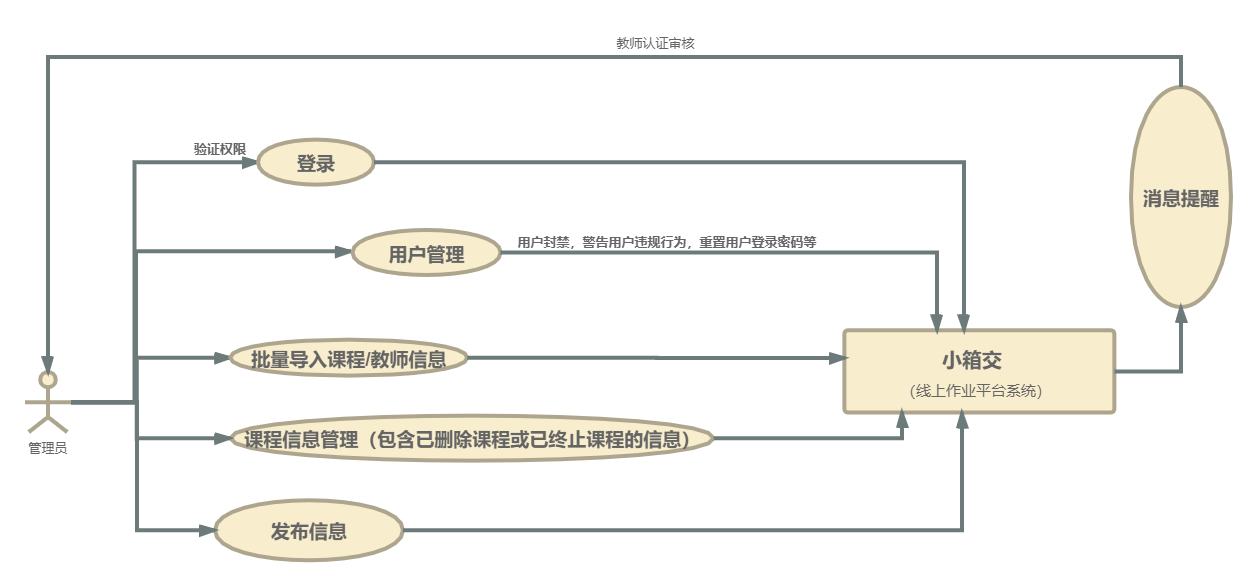 教师认证审核
验证权限
登录
消息提醒
用户管理
用户封禁，警告用户违规行为，重置用户登录密码等
批量导入课程/教师信息
小箱交
(线上作业平台系统)
管理员
课程信息管理（包含已删除课程或已终止课程的信息）
发布信息